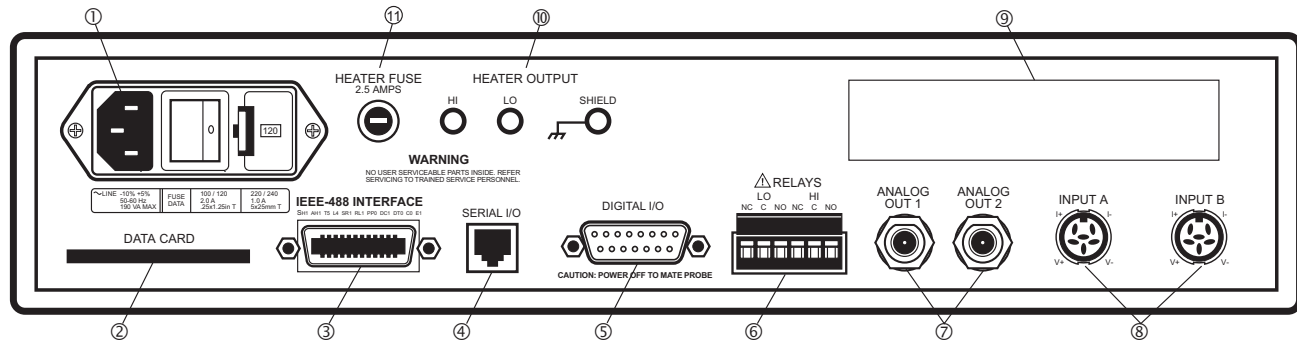 ① ⑪ ⑩ ⑨
HEATER FUSE
2.5 AMPS
HEATER OUTPUT
HI LO SHIELD
120
WARNING
NO USER SERVICEABLE PARTS INSIDE. REFER
SERVICING TO TRAINED SERVICE PERSONNEL.
~LINE -10% +5%
50-60 Hz
190 VA MAX
FUSE
DATA
100 / 120
2.0 A
.25x1.25in T
220 / 240
1.0 A
5x25mm T
DATA CARD
IEEE-488 INTERFACE
SH1 AH1 T5 L4 SR1 RL1 PP0 DC1 DT0 C0 E1
SERIAL I/O
DIGITAL I/O
CAUTION: POWER OFF TO MATE PROBE
RELAYS
LO HI
NC C NO NC C NO
ANALOG
OUT 1
ANALOG
OUT 2
INPUT A
I+ I-
V+ V-
INPUT B
I+ I-
V+ V-
② ③ ④ ⑤ ⑥ ⑦ ⑧